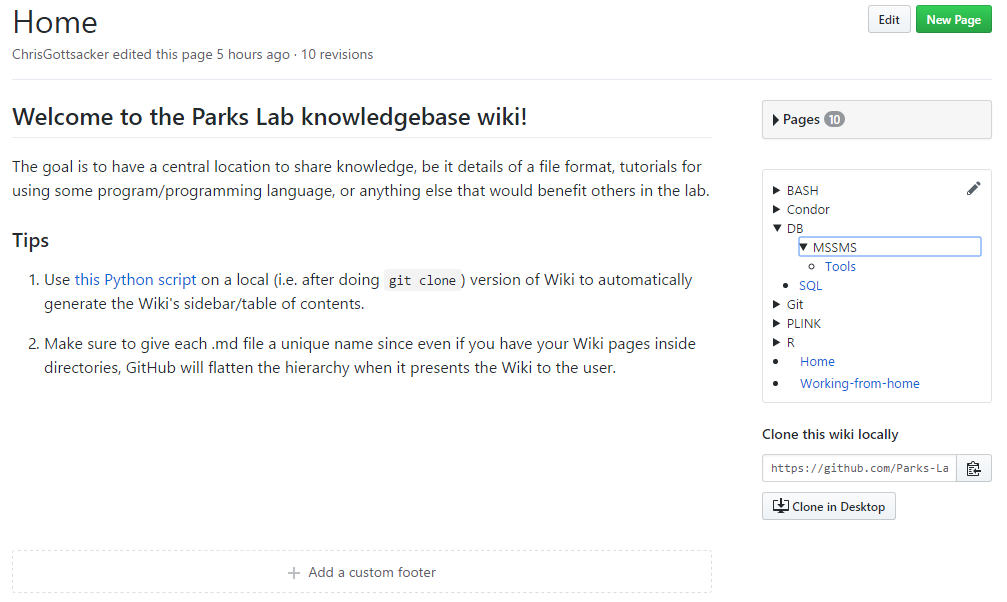 Home
Edit
New Page
ChrisGottsacker edited this page 5 hours ago · 10 revisions
Welcome to the Parks Lab knowledgebase wiki!
The goal is to have a central location to share knowledge, be it details of a file format, tutorials for
using some program/programming language, or anything else that would benefit others in the lab.
Tips
1. Use this Python script on a local (i.e. after doing git clone ) version of Wiki to automatically
generate the Wiki's sidebar/table of contents.
2. Make sure to give each .md file a unique name since even if you have your Wiki pages inside
directories, GitHub will flatten the hierarchy when it presents the Wiki to the user.
Add a custom footer
Pages 10
BASH
Condor
DB
MSSMS
Tools
SQL
Git
PLINK
R
Home
Working-from-home
Clone this wiki locally
https://github.com/Parks-La
Clone in Desktop